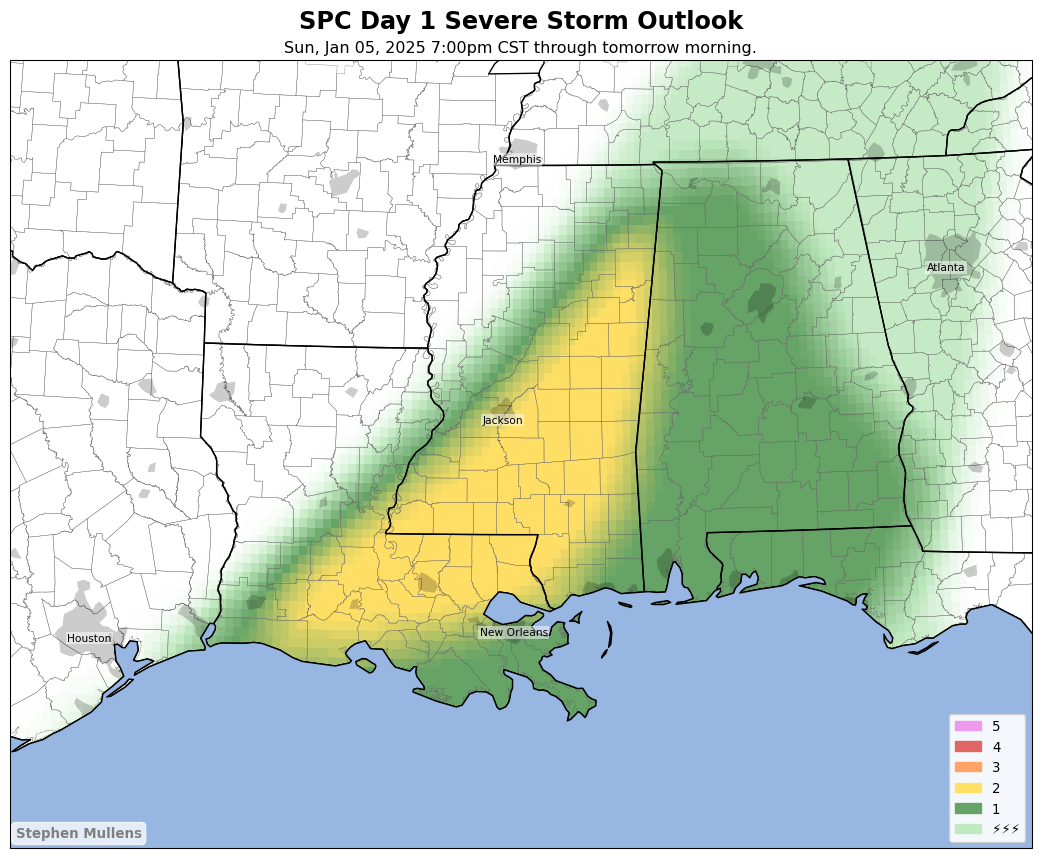 SPC Day 1 Severe Storm Outlook
Sun, Jan 05, 2025 7:00pm CST through tomorrow morning.
Memphis
Atlanta
Jackson
New Orleans
Houston
5
4
3
2
1
⚡⚡⚡
Stephen Mullens